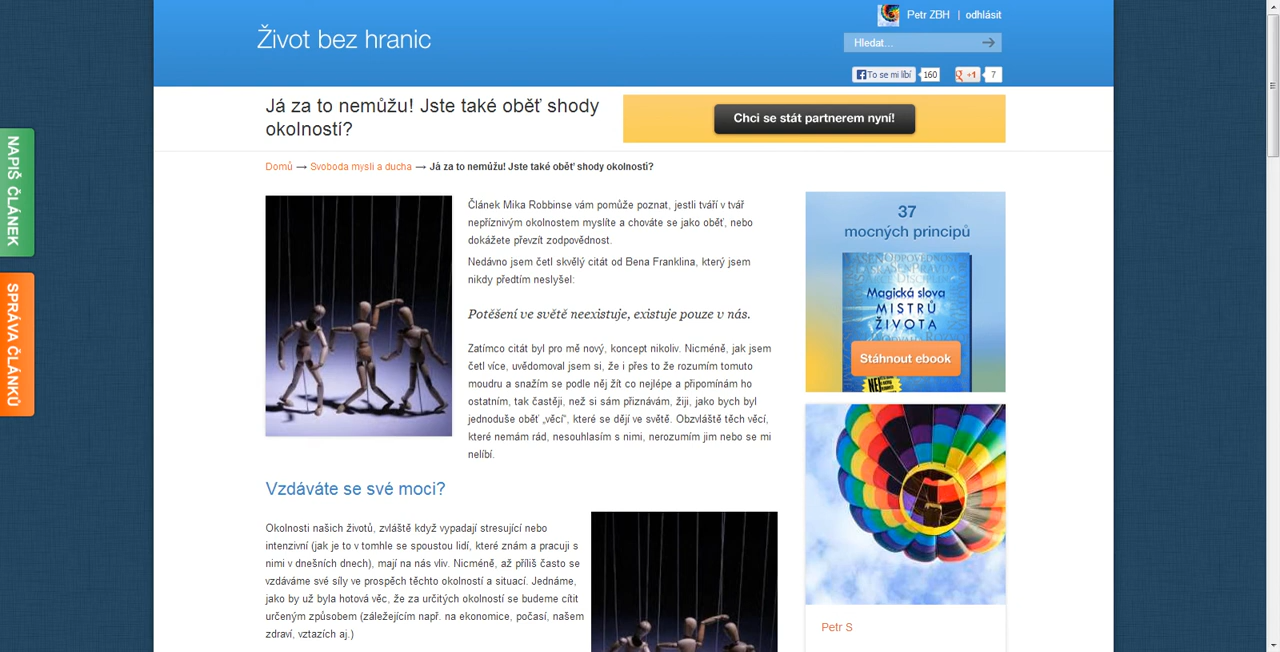 Petr ZBH | odhlásit
Život bez hranic
Hledat...
To se mi líbí 160
+1 7
Já za to nemůžu! Jste také oběť shody
okolností?
Chci se stát partnerem nyní!
NAPIŠ ČLÁNEK
SPRÁVA ČLÁNKŮ
Domů → Svoboda mysli a ducha → Já za to nemůžu! Jste také oběť shody okolností?
Článek Mika Robbinse vám pomůže poznat, jestli tváří v tvář
nepříznivým okolnostem myslíte a chováte se jako oběť, nebo
dokážete převzít zodpovědnost.
Nedávno jsem četl skvělý citát od Bena Franklina, který jsem
nikdy předtím neslyšel:
Potěšení ve světě neexistuje, existuje pouze v nás.
Zatímco citát byl pro mě nový, koncept nikoliv. Nicméně, jak jsem
četl více, uvědomoval jsem si, že i přes to že rozumím tomuto
moudru a snažím se podle něj žít co nejlépe a připomínám ho
ostatním, tak častěji, než si sám přiznávám, žiji, jako bych byl
jednoduše oběť „věcí“, které se dějí ve světě. Obzvláště těch věcí,
které nemám rád, nesouhlasím s nimi, nerozumím jim nebo se mi
nelíbí.
37
mocných principů
Magická slova
MISTRŮ
ŽIVOTA
Stáhnout ebook
Vzdáváte se své moci?
Okolnosti našich životů, zvláště když vypadají stresující nebo
intenzivní (jak je to v tomhle se spoustou lidí, které znám a pracuji s
nimi v dnešních dnech), mají na nás vliv. Nicméně, až příliš často se
vzdáváme své síly ve prospěch těchto okolností a situací. Jednáme,
jako by už byla hotová věc, že za určitých okolností se budeme cítit
určeným způsobem (záležejícím např. na ekonomice, počasí, našem
zdraví, vztazích aj.)
Petr S